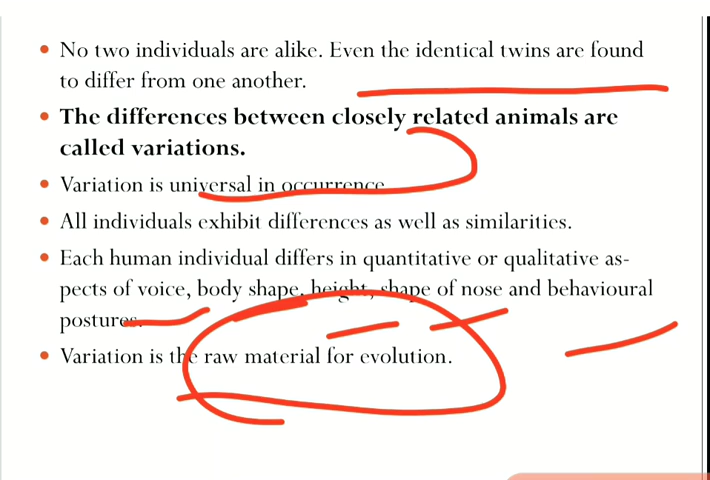 • No two individuals are alike. Even the identical twins are found
to differ from one another.
• The differences between closely related animals are
called variations.
• Variation is universal in occurrence
• All individuals exhibit differences as well as similarities.
• Each human individual differs in quantitative or qualitative as-
pects of voice, body shape, height, shape of nose and behavioural
postures.
• Variation is the raw material for evolution.